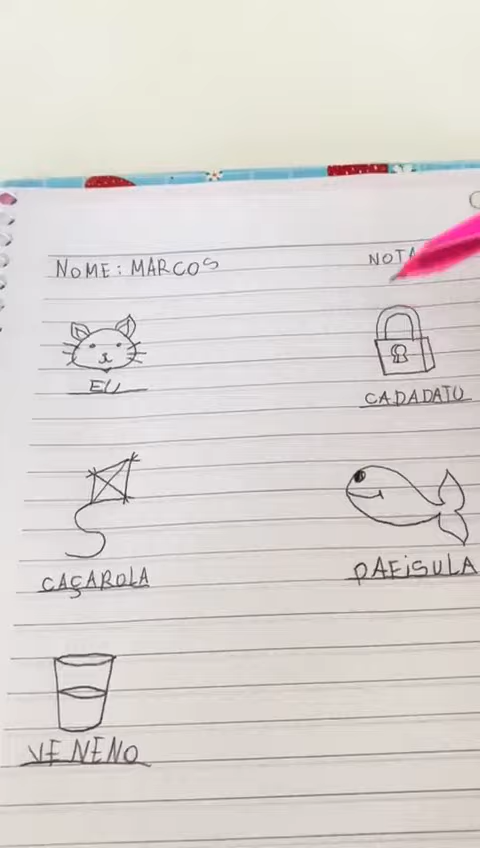 NOME: MARCOS
NOTA
EU
CADADATU
CAÇAROLA
PAFISULA
VENENO